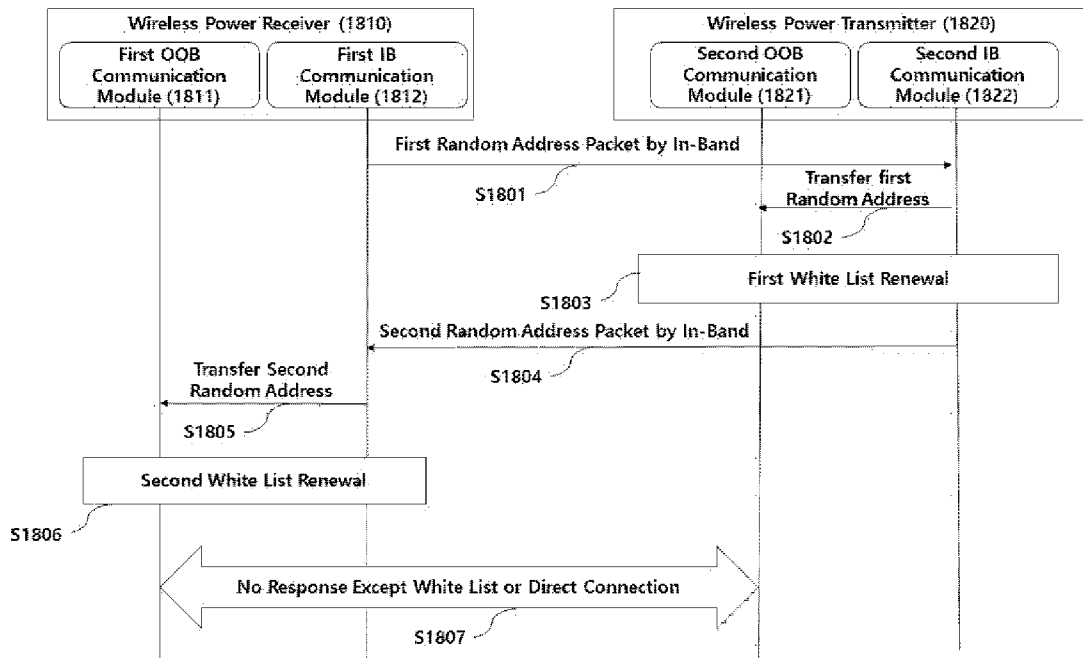 Wireless Power Receiver (1810)
Wireless Power Transmitter (1820)
First OOB
Communication
Module (1811)
First IB
Communication
Module (1812)
Second OOB
Communication
Module (1821)
Second IB
Communication
Module (1822)
First Random Address Packet by In-Band
S1801
Transfer first
Random Address
S1802
First White List Renewal
S1803
Second Random Address Packet by In-Band
S1804
Transfer Second
Random Address
S1805
Second White List Renewal
S1806
No Response Except White List or Direct Connection
S1807